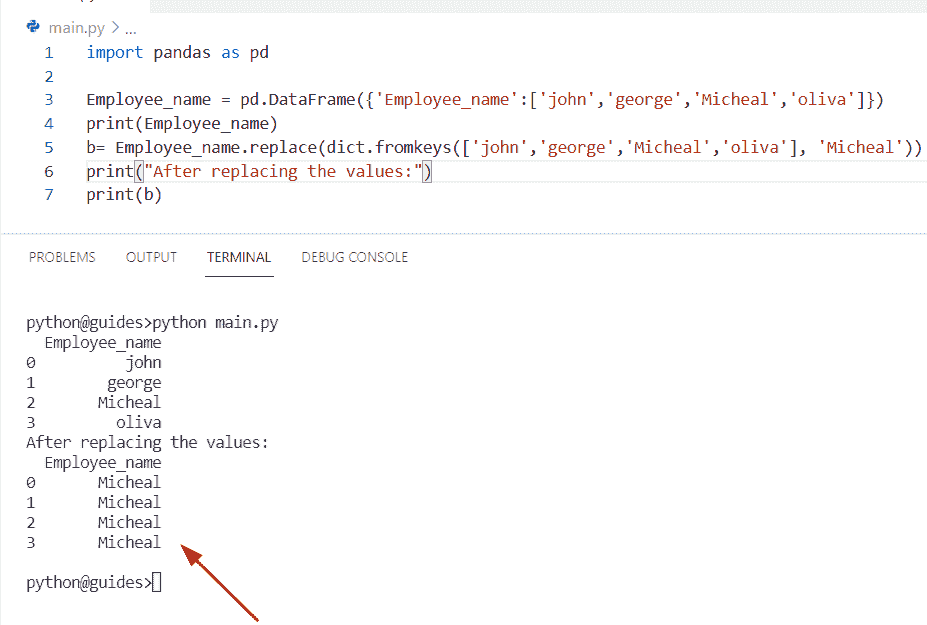 main.py > ...
1 import pandas as pd
2
3 Employee_name = pd.DataFrame({'Employee_name':['john','george','Micheal','oliva']})
4 print(Employee_name)
5 b= Employee_name.replace(dict.fromkeys(['john','george','Micheal','oliva'], 'Micheal'))
6 print("After replacing the values:")
7 print(b)
PROBLEMS OUTPUT TERMINAL DEBUG CONSOLE
python@guides>python main.py
Employee_name
0 john
1 george
2 Micheal
3 oliva
After replacing the values:
Employee_name
0 Micheal
1 Micheal
2 Micheal
3 Micheal
python@guides>